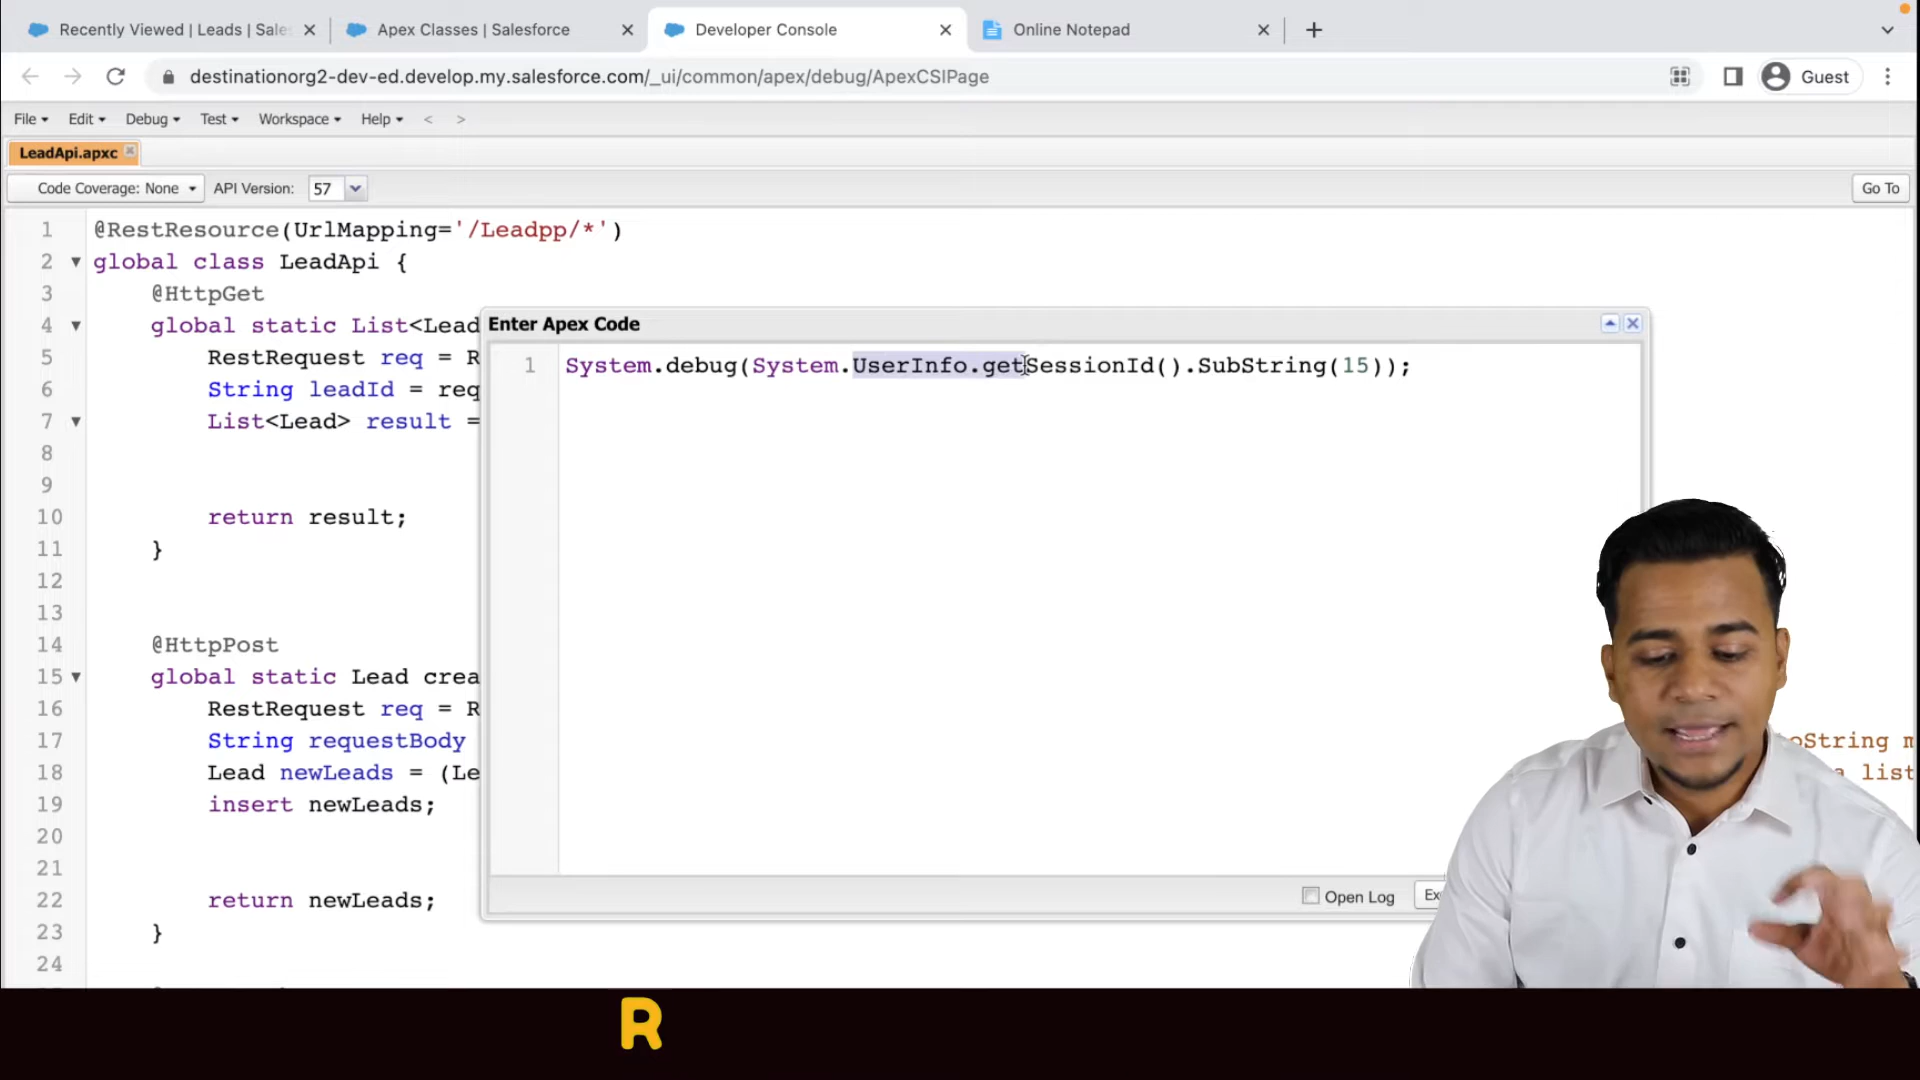 Recently Viewed | Leads | Sale
Apex Classes | Salesforce
Developer Console
Online Notepad
destinationorg2-dev-ed.develop.my.salesforce.com/_ui/common/apex/debug/ApexCSIPage
Guest
File Edit Debug Test Workspace Help < >
LeadApi.apxc
Code Coverage: None API Version: 57 Go To
1 @RestResource(UrlMapping='/Leadpp/*')
2 global class LeadApi {
3 @HttpGet
4 global static List<Lead
5 RestRequest req = R
6 String leadId = req
7 List<Lead> result =
8
9
10 return result;
11 }
12
13
14 @HttpPost
15 global static Lead crea
16 RestRequest req = R
17 String requestBody
18 Lead newLeads = (Le
19 insert newLeads;
20
21
22 return newLeads;
23 }
24
Enter Apex Code
1 System.debug(System.UserInfo.getSessionId().SubString(15));
Open Log
Ex
oString m
a list
R